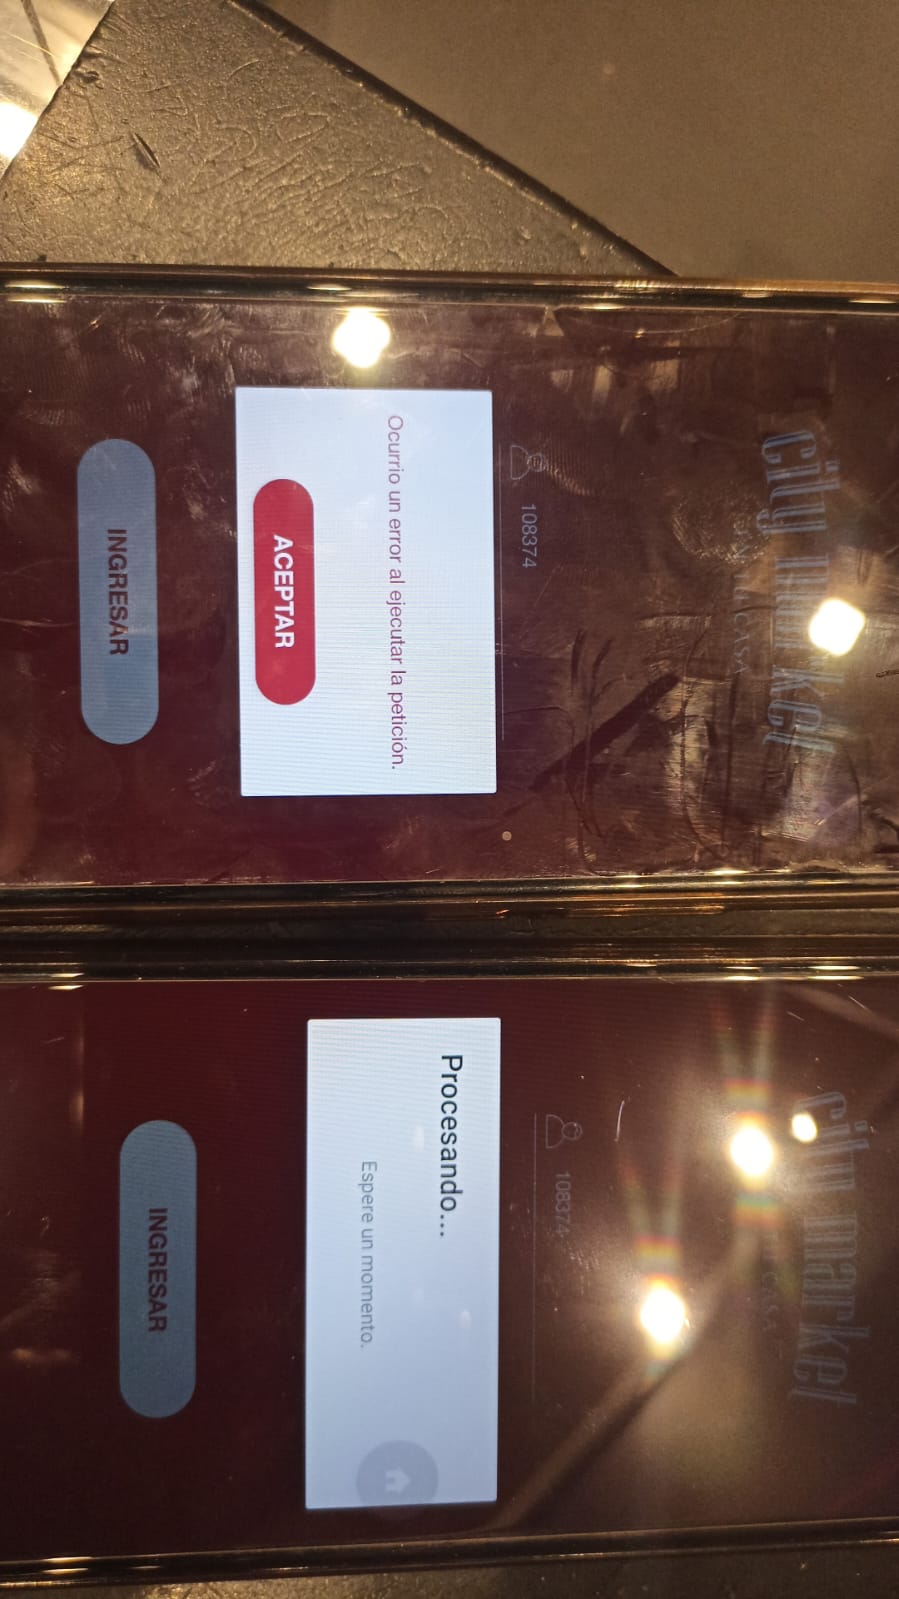 city market
108374
Ocurrio un error al ejecutar la petición.
ACEPTAR
INGRESAR
city market
108374
Procesando...
Espere un momento.
INGRESAR